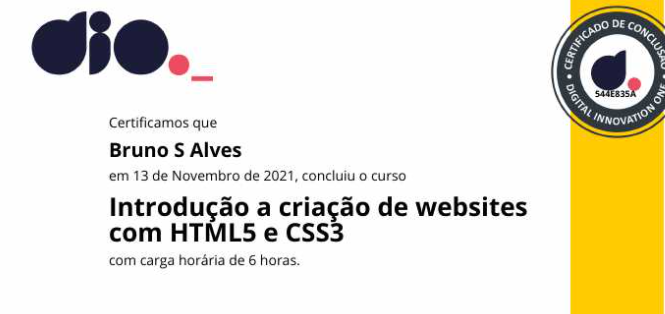 dio._
CERTIFICADO DE CONCLUSÃO
544E835A
DIGITAL INNOVATION ONE
Certificamos que
Bruno S Alves
em 13 de Novembro de 2021, concluiu o curso
Introdução a criação de websites
com HTML5 e CSS3
com carga horária de 6 horas.